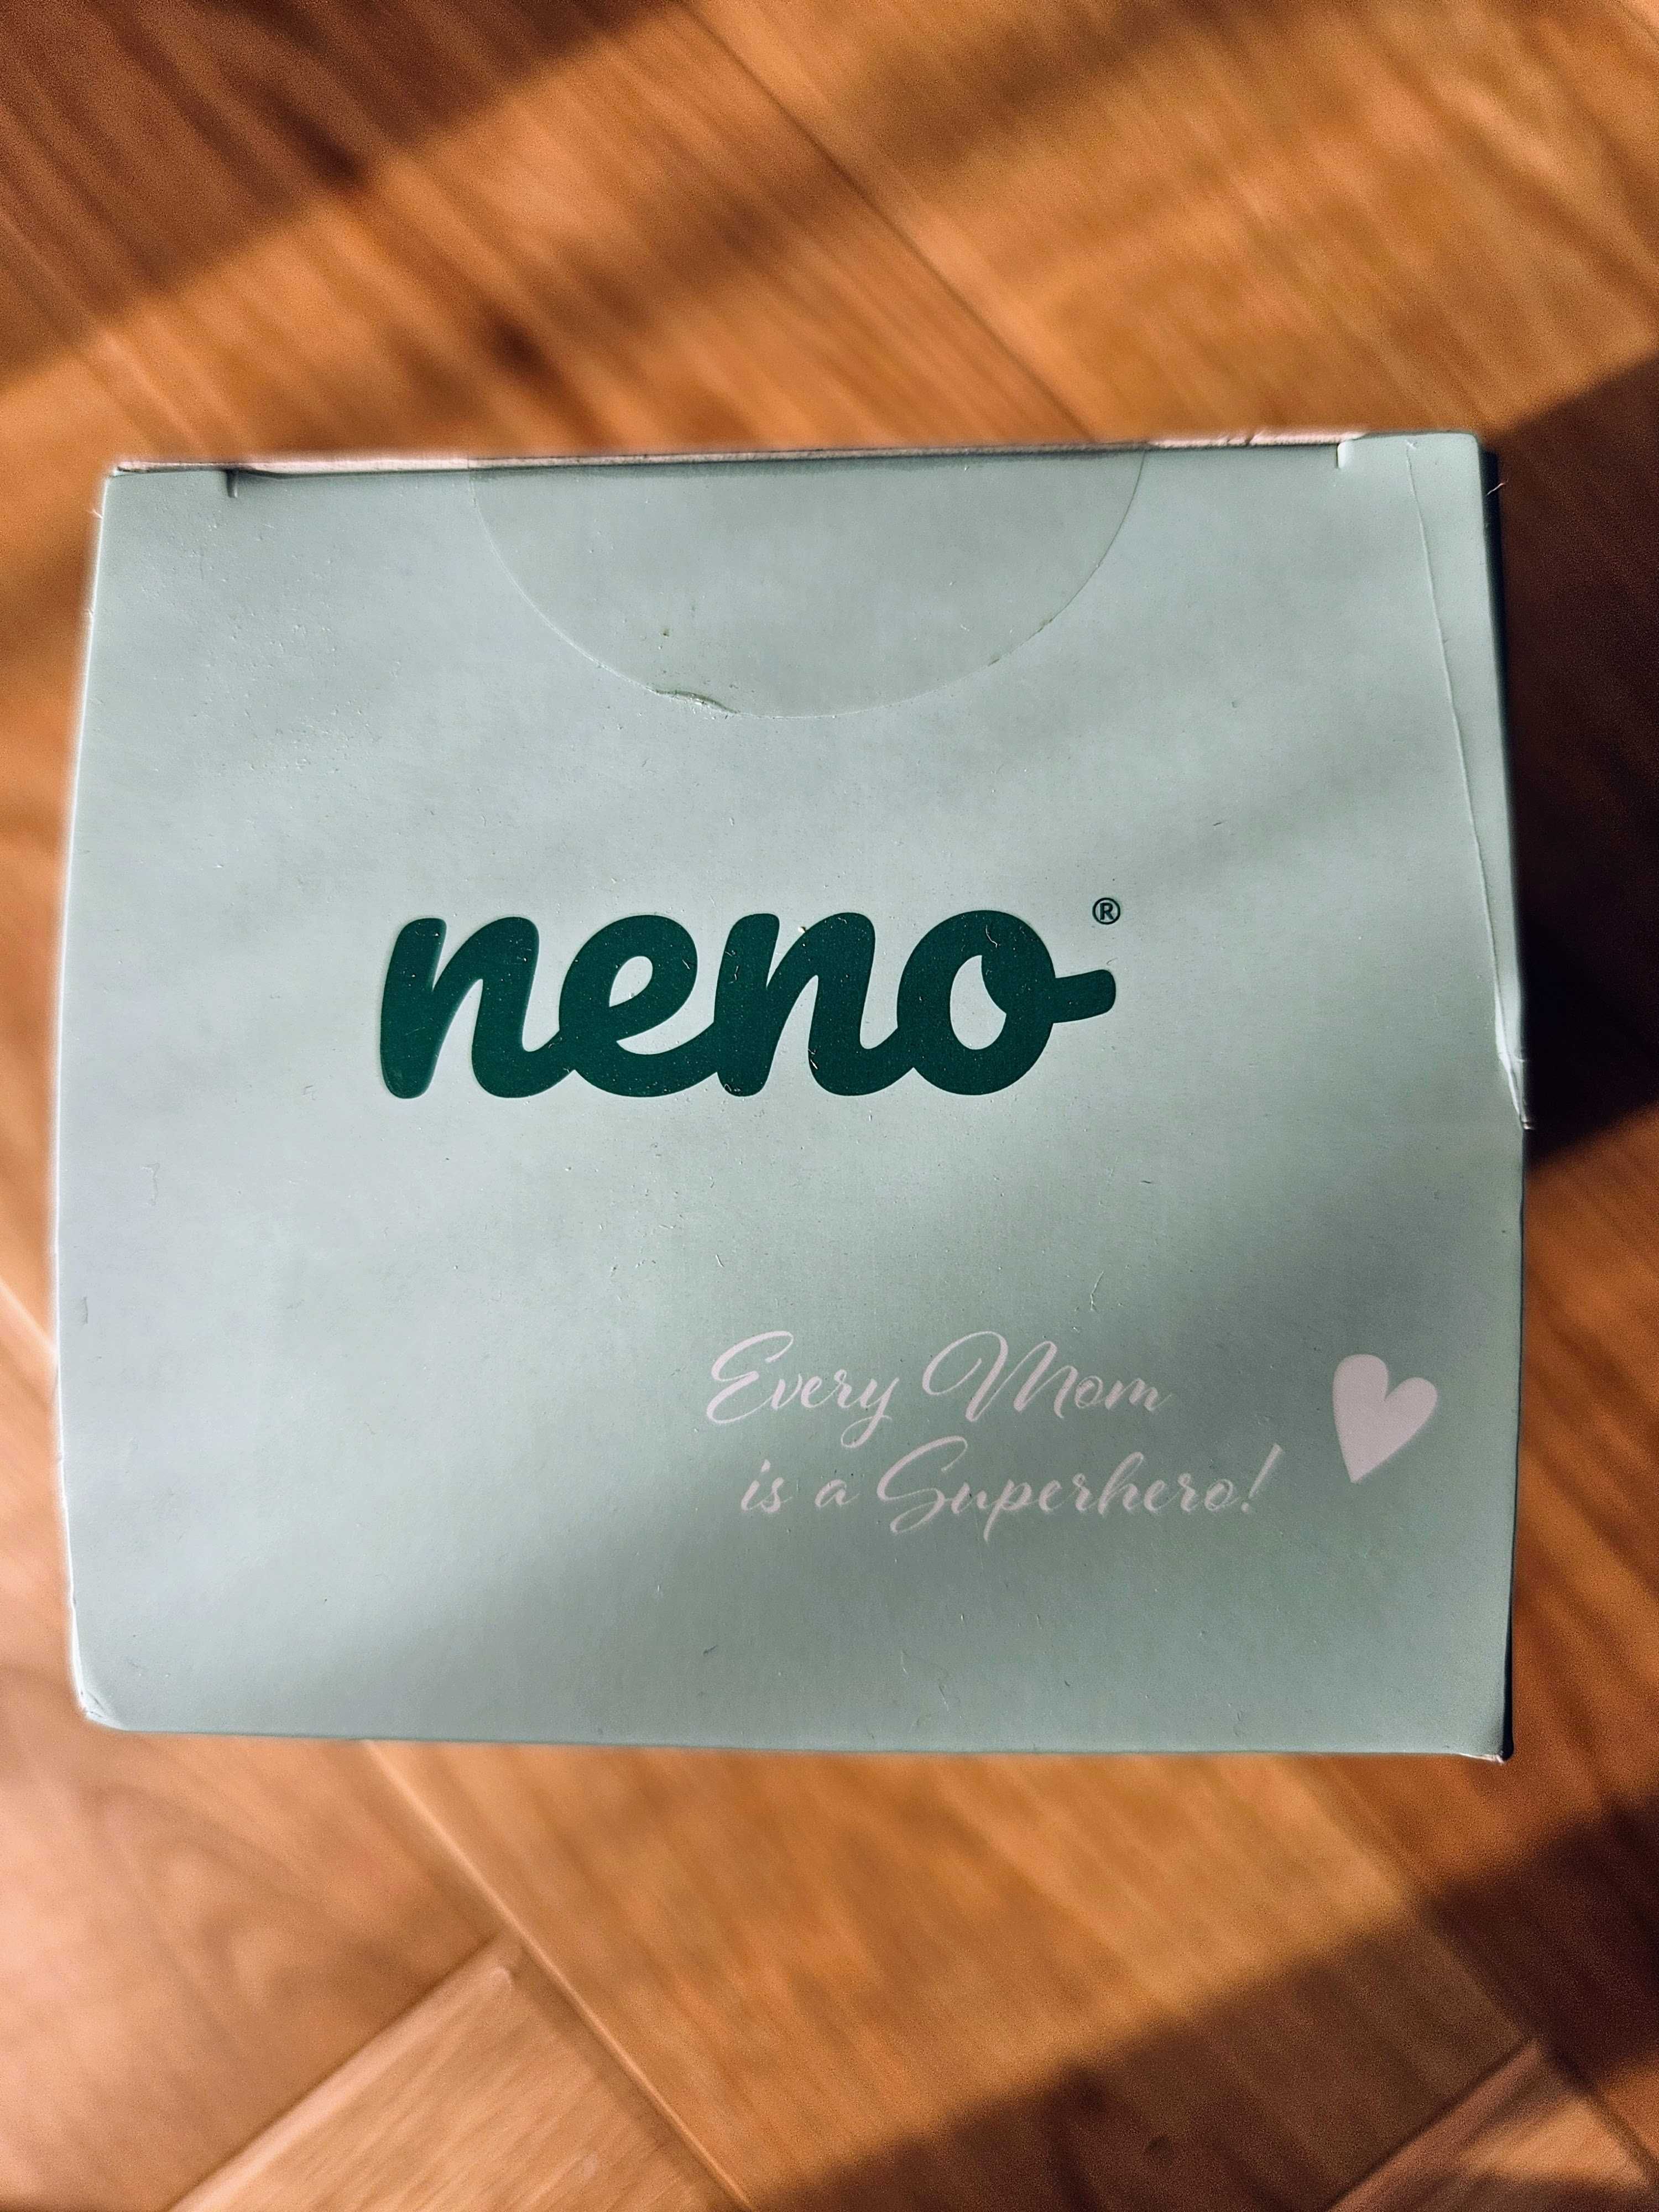 neno®
Every Mom
is a Superhero!